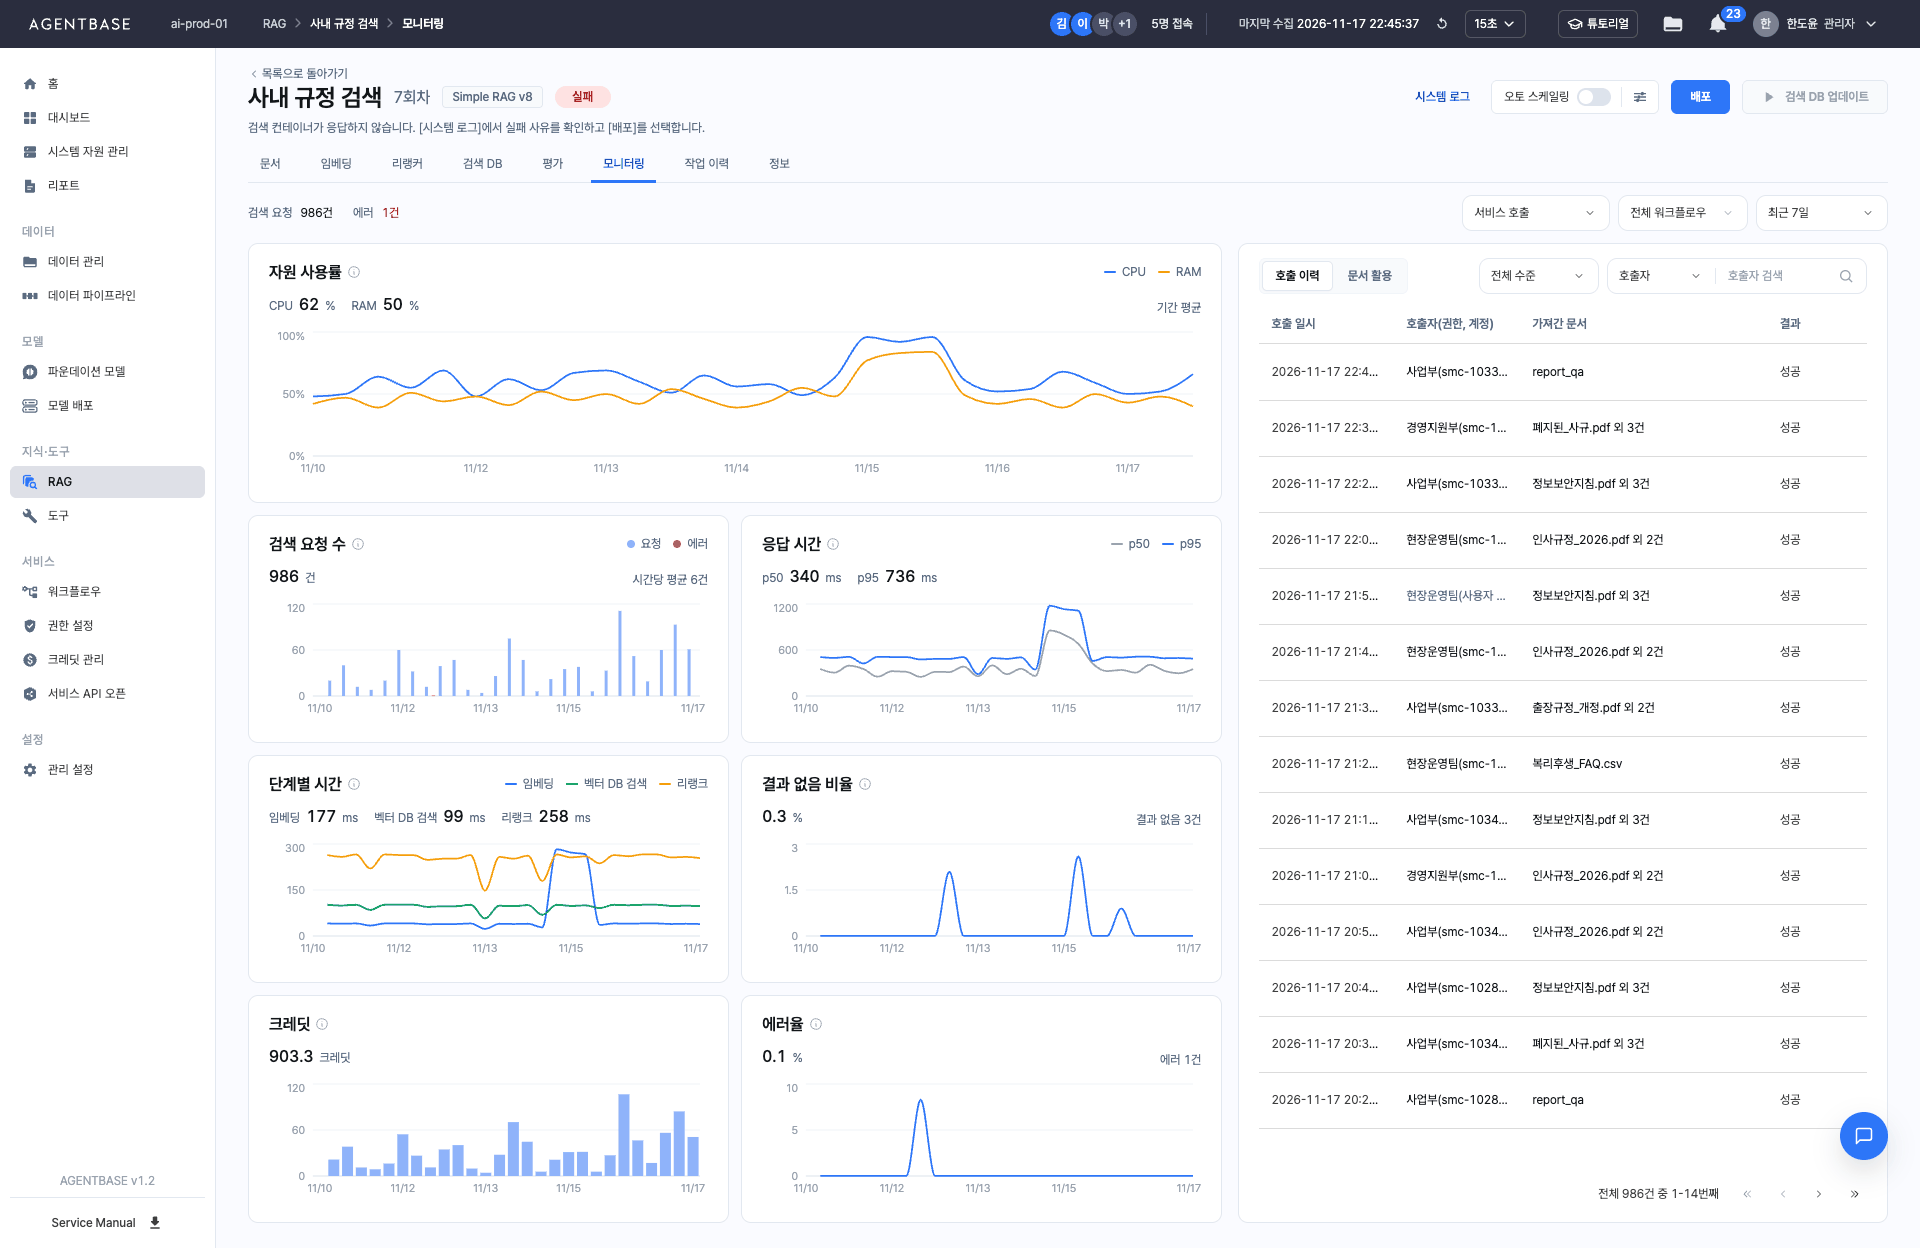 AGENTBASE
ai-prod-01
RAG > 사내 규정 검색 > 모니터링
김 이 박 +1 5명 접속
마지막 수집 2026-11-17 22:45:37
15초
튜토리얼
23
한 한도윤 관리자
홈
대시보드
시스템 자원 관리
리포트
데이터
데이터 관리
데이터 파이프라인
모델
파운데이션 모델
모델 배포
지식·도구
RAG
도구
서비스
워크플로우
권한 설정
크레딧 관리
서비스 API 오픈
설정
관리 설정
AGENTBASE v1.2
Service Manual
목록으로 돌아가기
사내 규정 검색 7회차 Simple RAG v8 실패
검색 컨테이너가 응답하지 않습니다. [시스템 로그]에서 실패 사유를 확인하고 [배포]를 선택합니다.
시스템 로그
오토 스케일링
배포
검색 DB 업데이트
문서 임베딩 리랭커 검색 DB 평가 모니터링 작업 이력 정보
검색 요청 986건 에러 1건
서비스 호출
전체 워크플로우
최근 7일
자원 사용률
CPU RAM
CPU 62 % RAM 50 %
기간 평균
100%
50%
0%
11/10 11/12 11/13 11/14 11/15 11/16 11/17
검색 요청 수
요청 에러
986 건
시간당 평균 6건
120
60
0
11/10 11/12 11/13 11/15 11/17
응답 시간
p50 p95
p50 340 ms p95 736 ms
1200
600
0
11/10 11/12 11/13 11/15 11/17
단계별 시간
임베딩 벡터 DB 검색 리랭크
임베딩 177 ms 벡터 DB 검색 99 ms 리랭크 258 ms
300
150
0
11/10 11/12 11/13 11/15 11/17
결과 없음 비율
0.3 %
결과 없음 3건
3
1.5
0
11/10 11/12 11/13 11/15 11/17
크레딧
903.3 크레딧
120
60
0
11/10 11/12 11/13 11/15 11/17
에러율
0.1 %
에러 1건
10
5
0
11/10 11/12 11/13 11/15 11/17
호출 이력 문서 활용
전체 수준
호출자
호출자 검색
호출 일시 호출자(권한, 계정) 가져간 문서 결과
2026-11-17 22:4... 사업부(smc-1033... report_qa 성공
2026-11-17 22:3... 경영지원부(smc-1... 폐지된_사규.pdf 외 3건 성공
2026-11-17 22:2... 사업부(smc-1033... 정보보안지침.pdf 외 3건 성공
2026-11-17 22:0... 현장운영팀(smc-1... 인사규정_2026.pdf 외 2건 성공
2026-11-17 21:5... 현장운영팀(사용자 ... 정보보안지침.pdf 외 3건 성공
2026-11-17 21:4... 현장운영팀(smc-1... 인사규정_2026.pdf 외 2건 성공
2026-11-17 21:3... 사업부(smc-1033... 출장규정_개정.pdf 외 2건 성공
2026-11-17 21:2... 현장운영팀(smc-1... 복리후생_FAQ.csv 성공
2026-11-17 21:1... 사업부(smc-1034... 정보보안지침.pdf 외 3건 성공
2026-11-17 21:0... 경영지원부(smc-1... 인사규정_2026.pdf 외 2건 성공
2026-11-17 20:5... 사업부(smc-1034... 인사규정_2026.pdf 외 2건 성공
2026-11-17 20:4... 사업부(smc-1028... 정보보안지침.pdf 외 3건 성공
2026-11-17 20:3... 사업부(smc-1034... 폐지된_사규.pdf 외 3건 성공
2026-11-17 20:2... 사업부(smc-1028... report_qa 성공
전체 986건 중 1-14번째